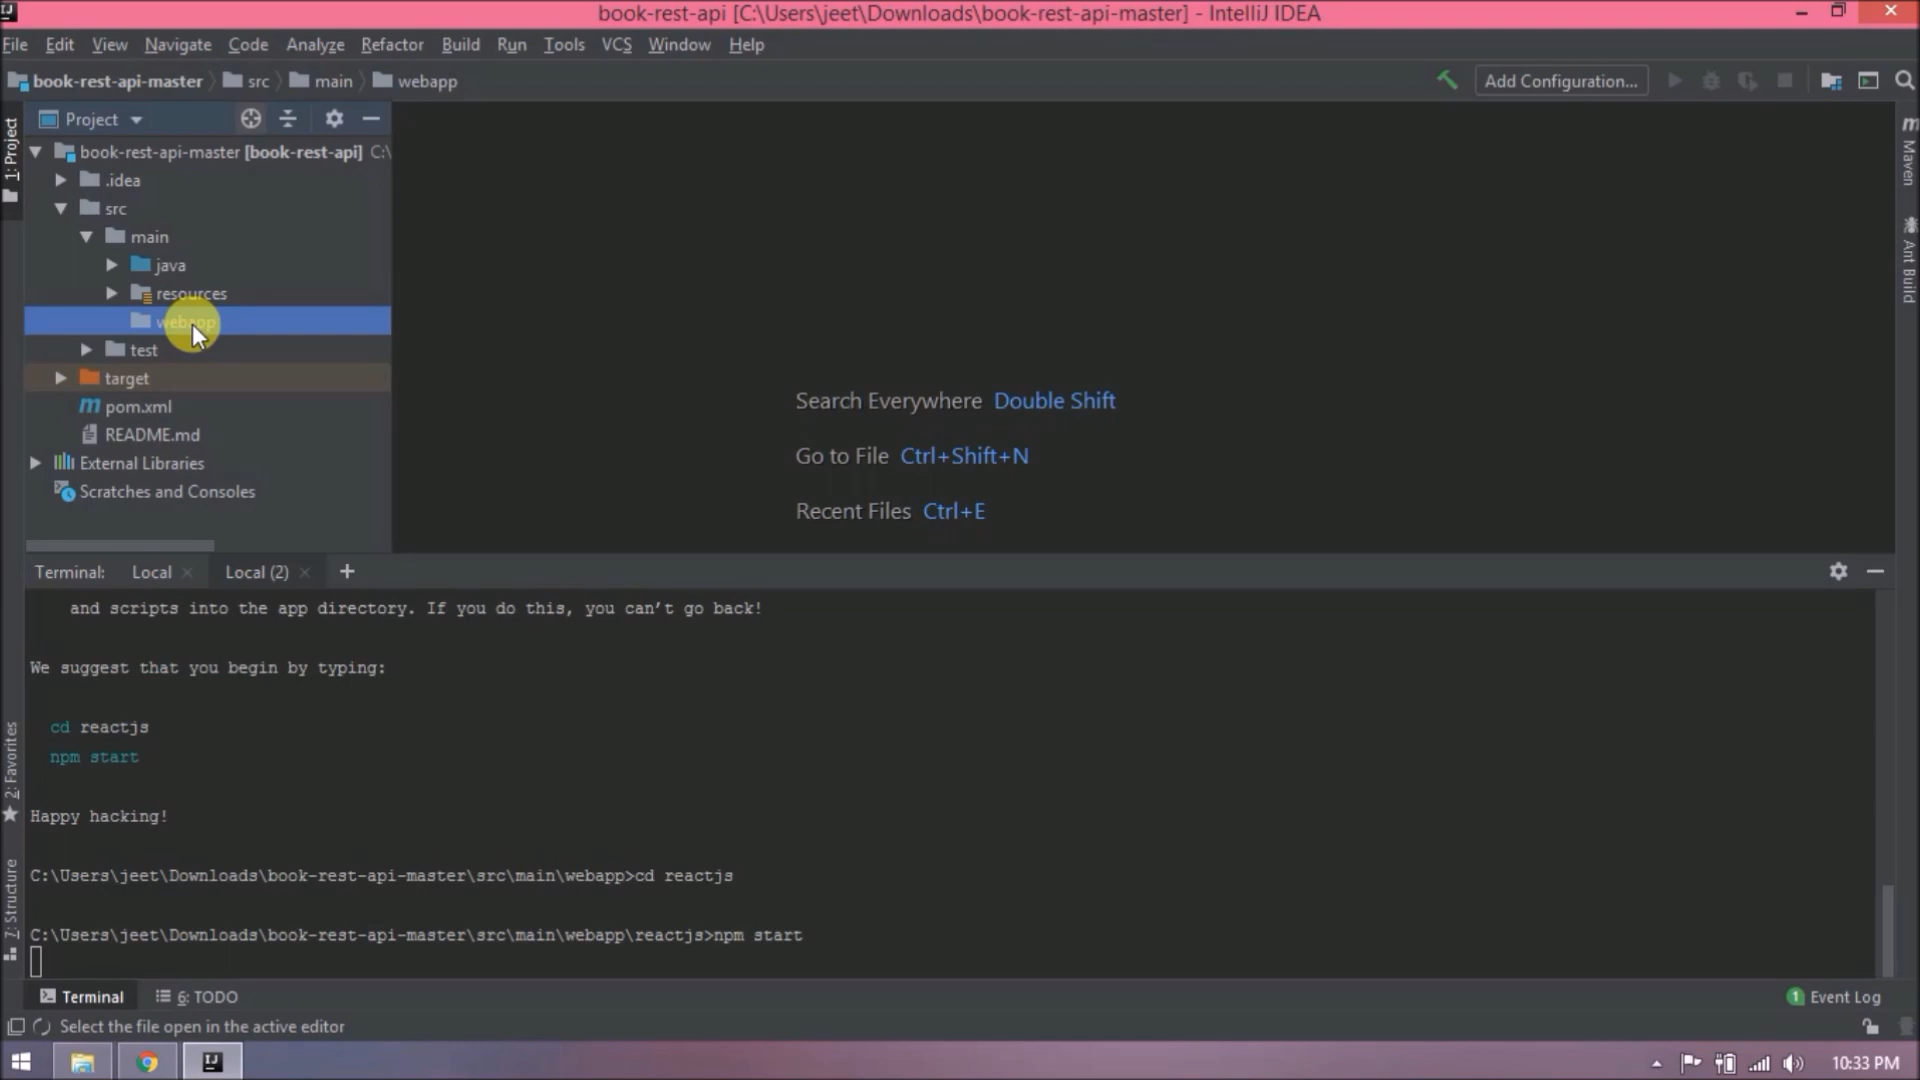 book-rest-api [C:\Users\jeet\Downloads\book-rest-api-master] - IntelliJ IDEA
File Edit View Navigate Code Analyze Refactor Build Run Tools VCS Window Help
book-rest-api-master src main webapp
Add Configuration...
Project
1: Project
book-rest-api-master [book-rest-api] C:\
.idea
src
main
java
resources
webapp
test
target
pom.xml
README.md
External Libraries
Scratches and Consoles
Search Everywhere Double Shift
Go to File Ctrl+Shift+N
Recent Files Ctrl+E
Maven
Ant Build
Terminal: Local Local (2)
and scripts into the app directory. If you do this, you can’t go back!
We suggest that you begin by typing:
cd reactjs
npm start
Happy hacking!
C:\Users\jeet\Downloads\book-rest-api-master\src\main\webapp>cd reactjs
C:\Users\jeet\Downloads\book-rest-api-master\src\main\webapp\reactjs>npm start
2: Favorites
7: Structure
Terminal 6: TODO
1 Event Log
Select the file open in the active editor
10:33 PM